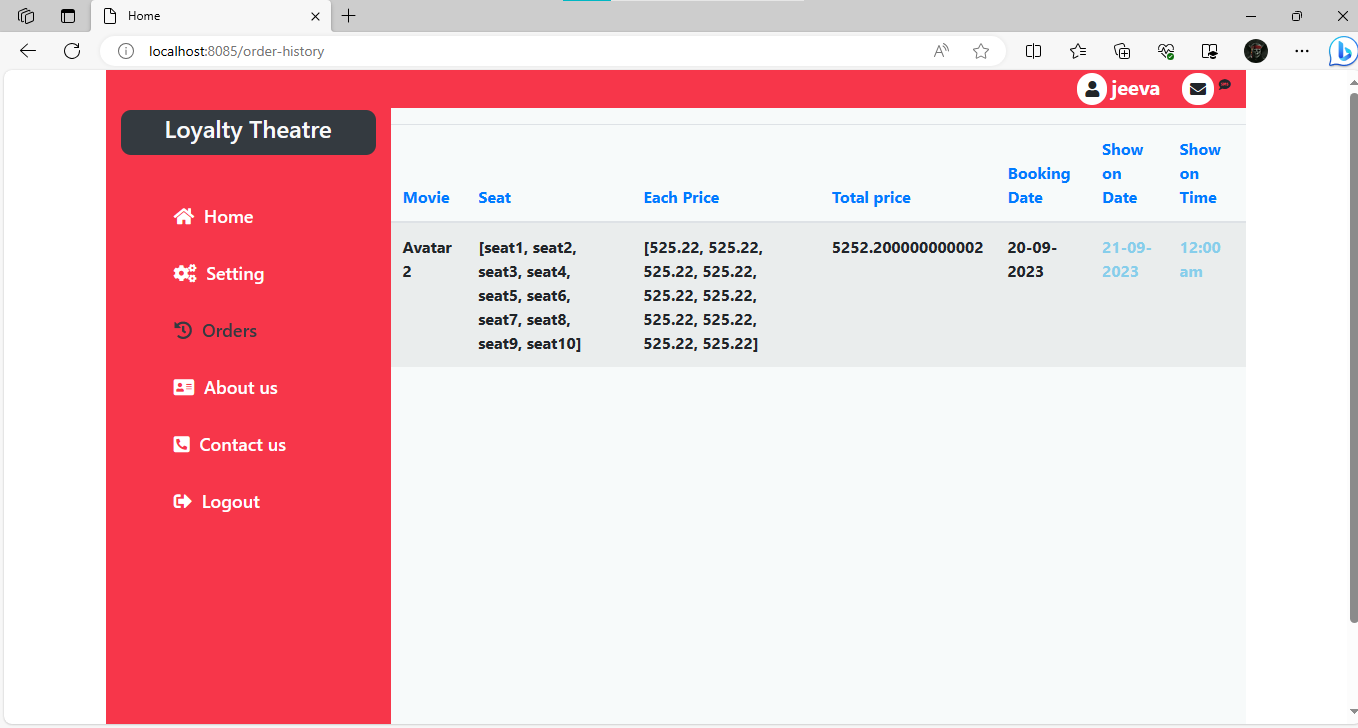 Home
localhost:8085/order-history
jeeva
Loyalty Theatre
Home
Setting
Orders
About us
Contact us
Logout
Movie Seat Each Price Total price Booking Date Show on Date Show on Time
Avatar 2
[seat1, seat2,
seat3, seat4,
seat5, seat6,
seat7, seat8,
seat9, seat10]
[525.22, 525.22,
525.22, 525.22,
525.22, 525.22,
525.22, 525.22,
525.22, 525.22]
5252.200000000002
20-09-
2023
21-09-
2023
12:00
am